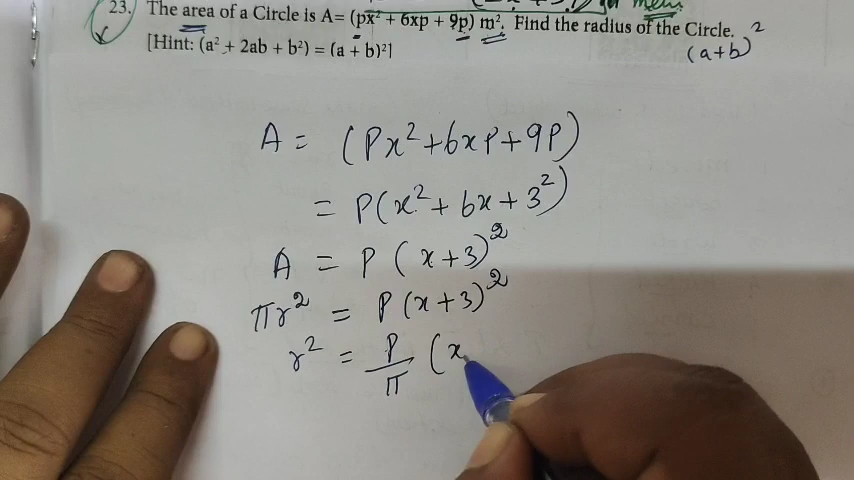 23. The area of a Circle is A= (px² + 6xp + 9p) m². Find the radius of the Circle.
[Hint: (a² + 2ab + b²) = (a + b)²]
(a+b)²
A = (Px²+6xP+9P)
= P(x²+6x+3²)
A = P (x+3)²
πr² = P(x+3)²
r² = P/π (x